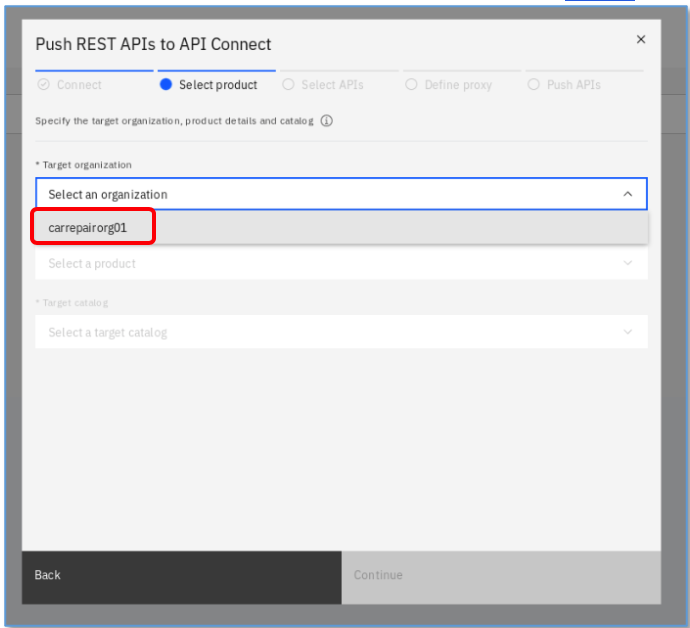 Push REST APIs to API Connect
Connect Select product Select APIs Define proxy Push APIs
Specify the target organization, product details and catalog
* Target organization
Select an organization
carrepairorg01
Select a product
* Target catalog
Select a target catalog
Back Continue